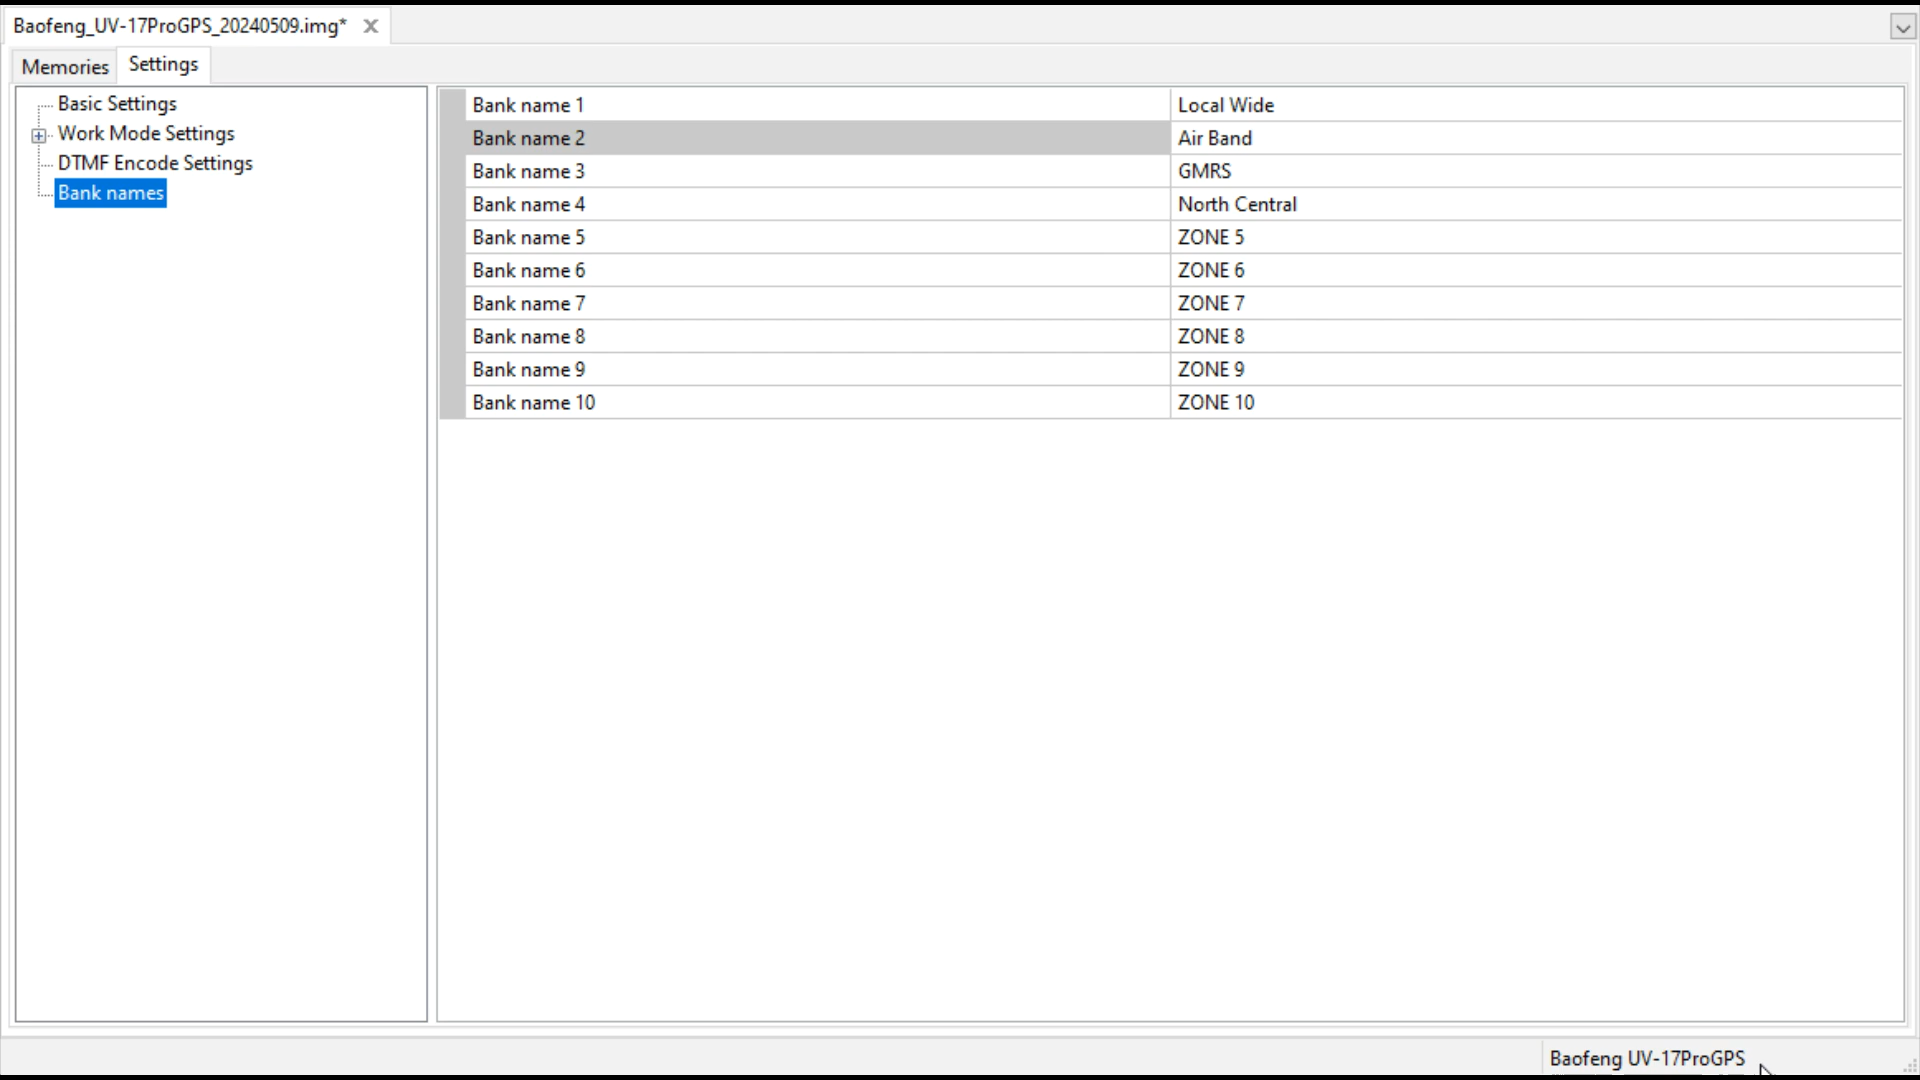 Baofeng_UV-17ProGPS_20240509.img*
Memories Settings
Basic Settings
Work Mode Settings
DTMF Encode Settings
Bank names
Bank name 1 Local Wide
Bank name 2 Air Band
Bank name 3 GMRS
Bank name 4 North Central
Bank name 5 ZONE 5
Bank name 6 ZONE 6
Bank name 7 ZONE 7
Bank name 8 ZONE 8
Bank name 9 ZONE 9
Bank name 10 ZONE 10
Baofeng UV-17ProGPS